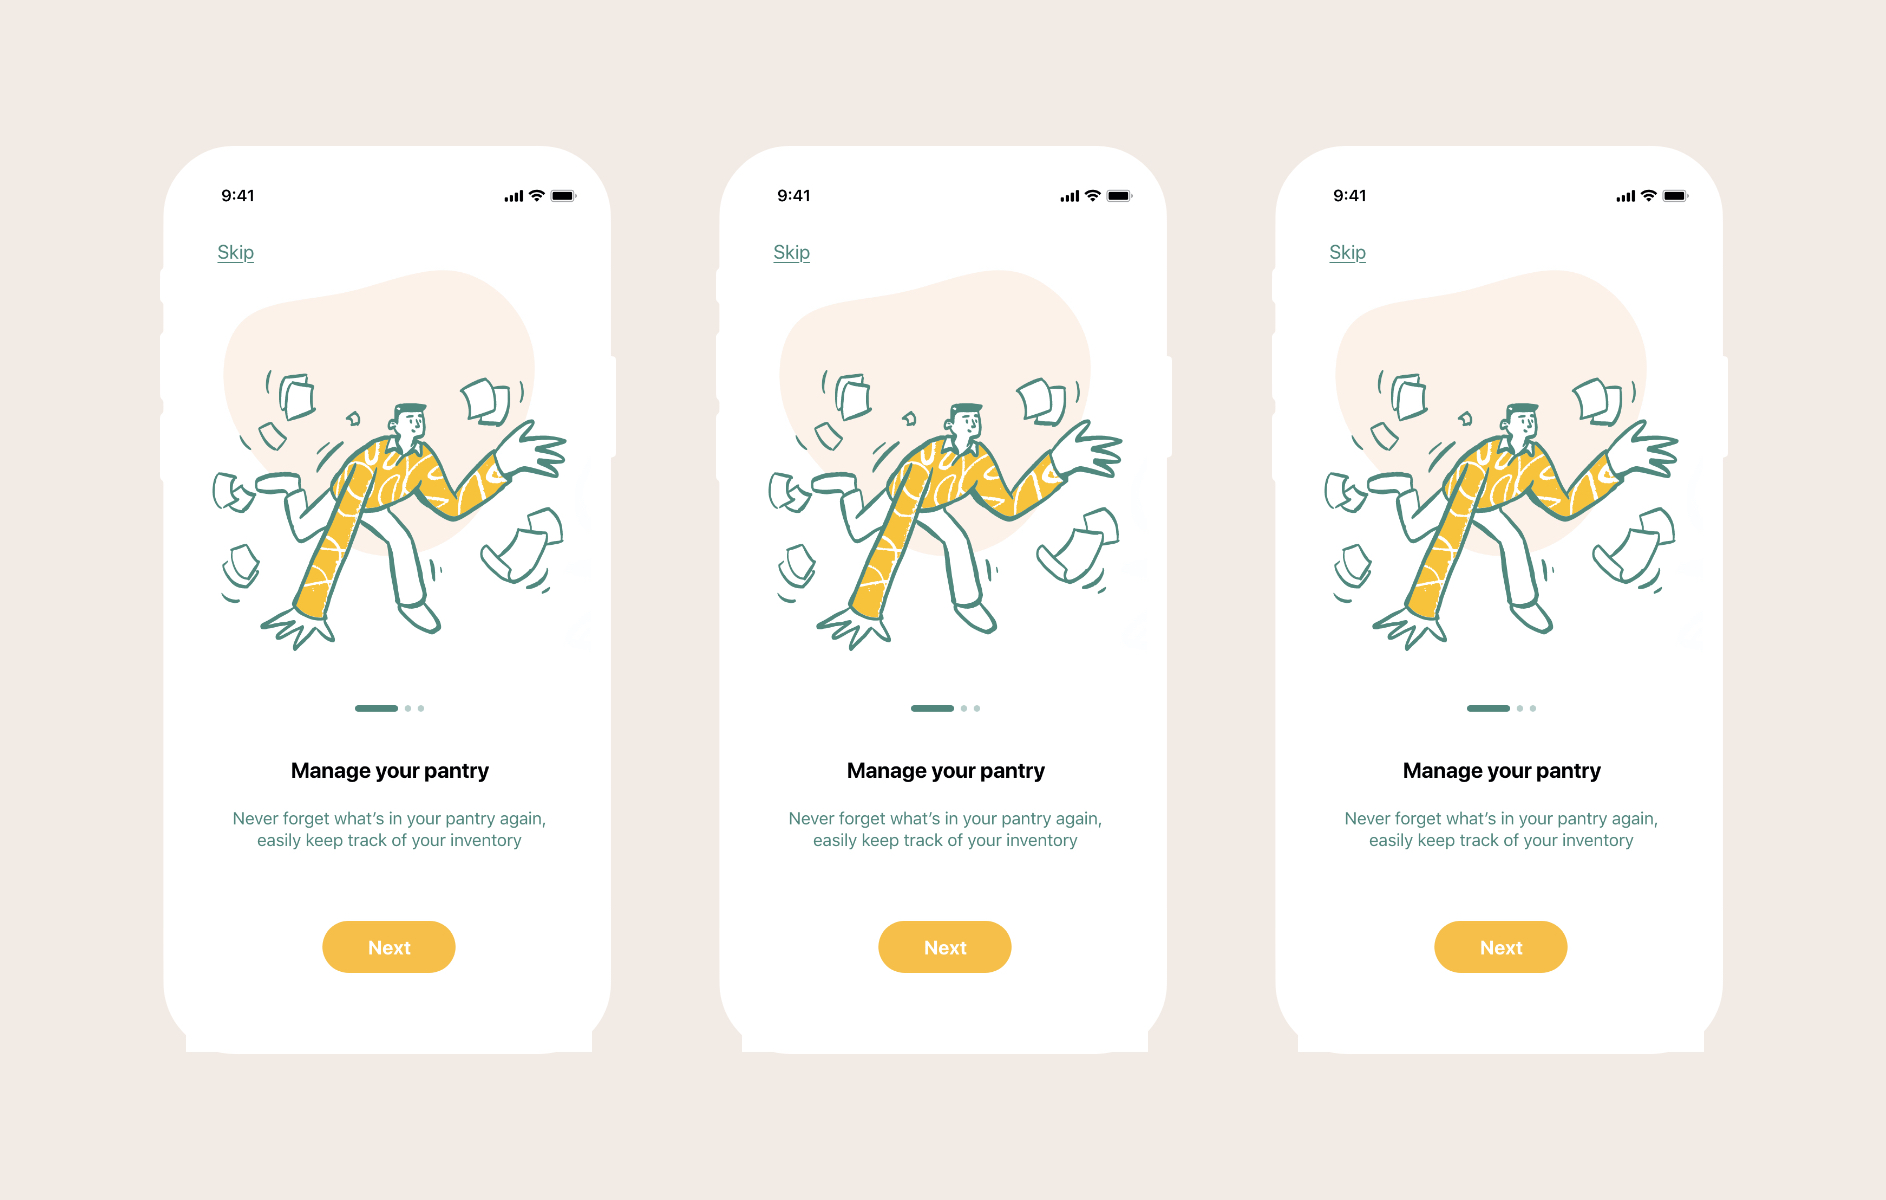 9:41
Skip
Manage your pantry
Never forget what's in your pantry again,
easily keep track of your inventory
Next
9:41
Skip
Manage your pantry
Never forget what's in your pantry again,
easily keep track of your inventory
Next
9:41
Skip
Manage your pantry
Never forget what's in your pantry again,
easily keep track of your inventory
Next